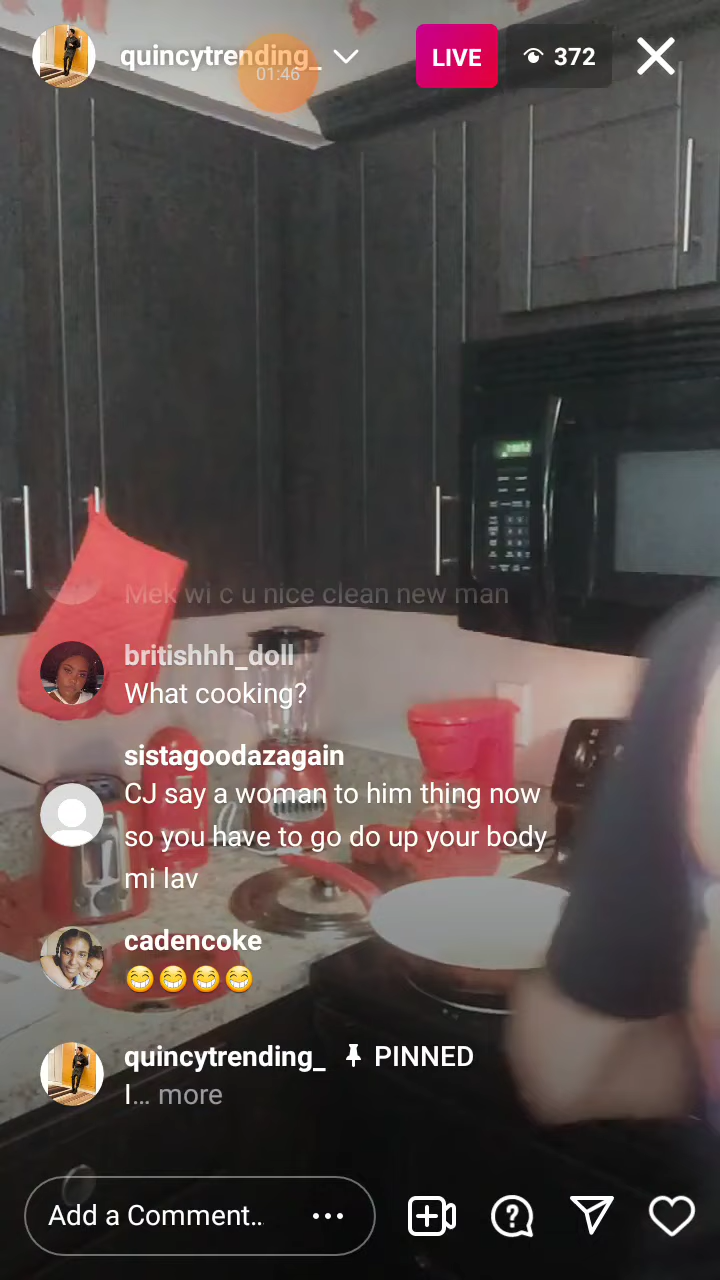 quincytrending_
01:46
LIVE
372
Mek wi c u nice clean new man
britishhh_doll
What cooking?
sistagoodazagain
CJ say a woman to him thing now
so you have to go do up your body
mi lav
cadencoke
😁😁😁😁
quincytrending_ PINNED
I... more
Add a Comment..